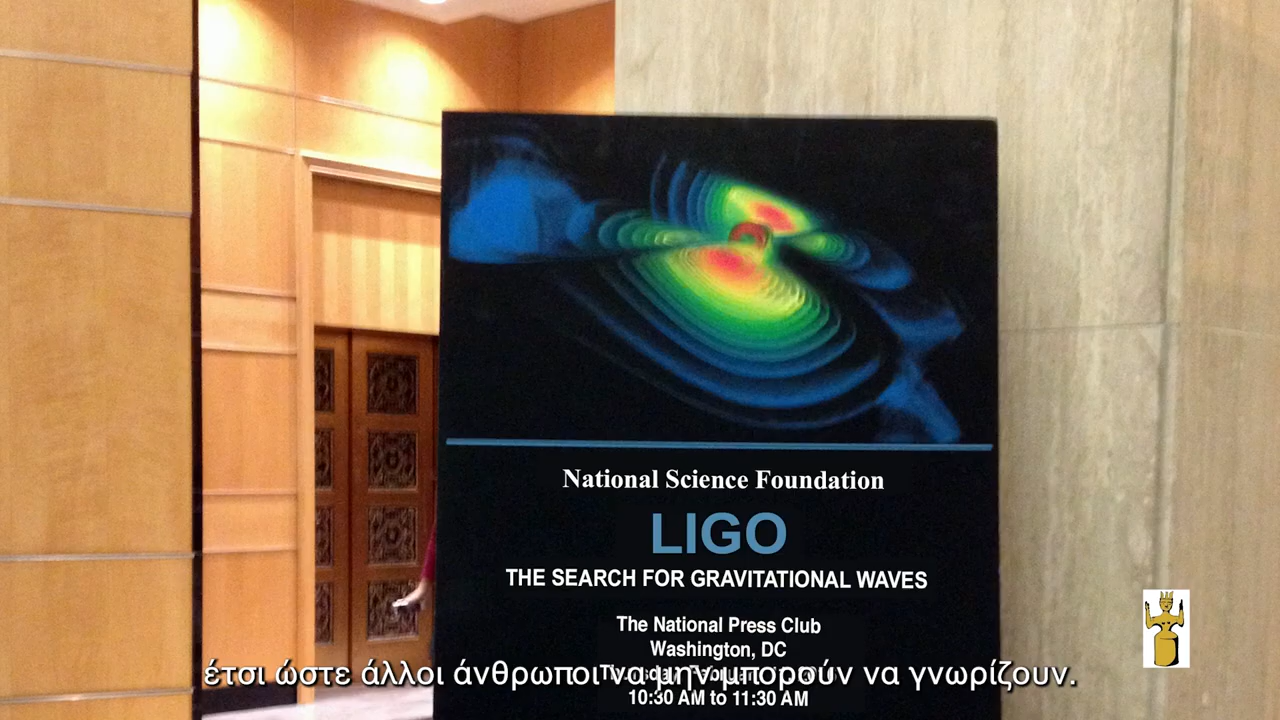 National Science Foundation
LIGO
THE SEARCH FOR GRAVITATIONAL WAVES
The National Press Club
Washington, DC
έτσι ώστε άλλοι άνθρωποι να μην μπορούν να γνωρίζουν.
10:30 AM to 11:30 AM